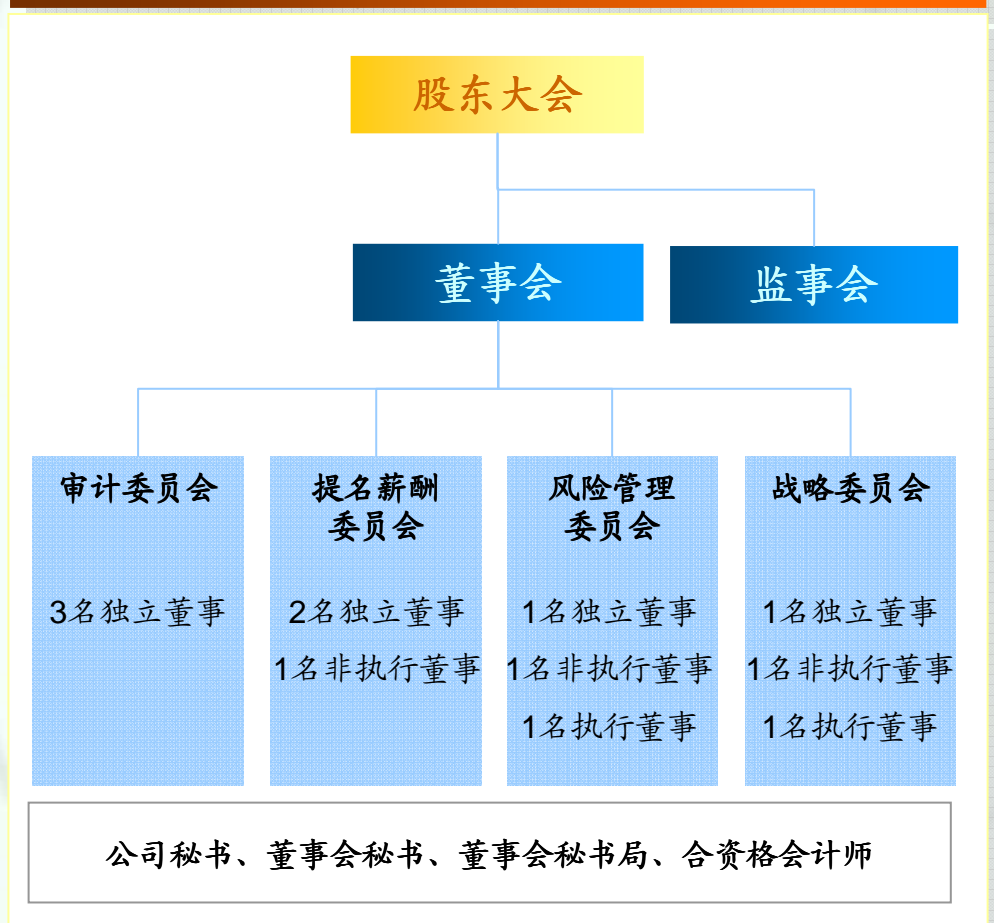 股东大会
董事会
监事会
审计委员会
3名独立董事
提名薪酬
委员会
2名独立董事
1名非执行董事
风险管理
委员会
1名独立董事
1名非执行董事
1名执行董事
战略委员会
1名独立董事
1名非执行董事
1名执行董事
公司秘书、董事会秘书、董事会秘书局、合资格会计师